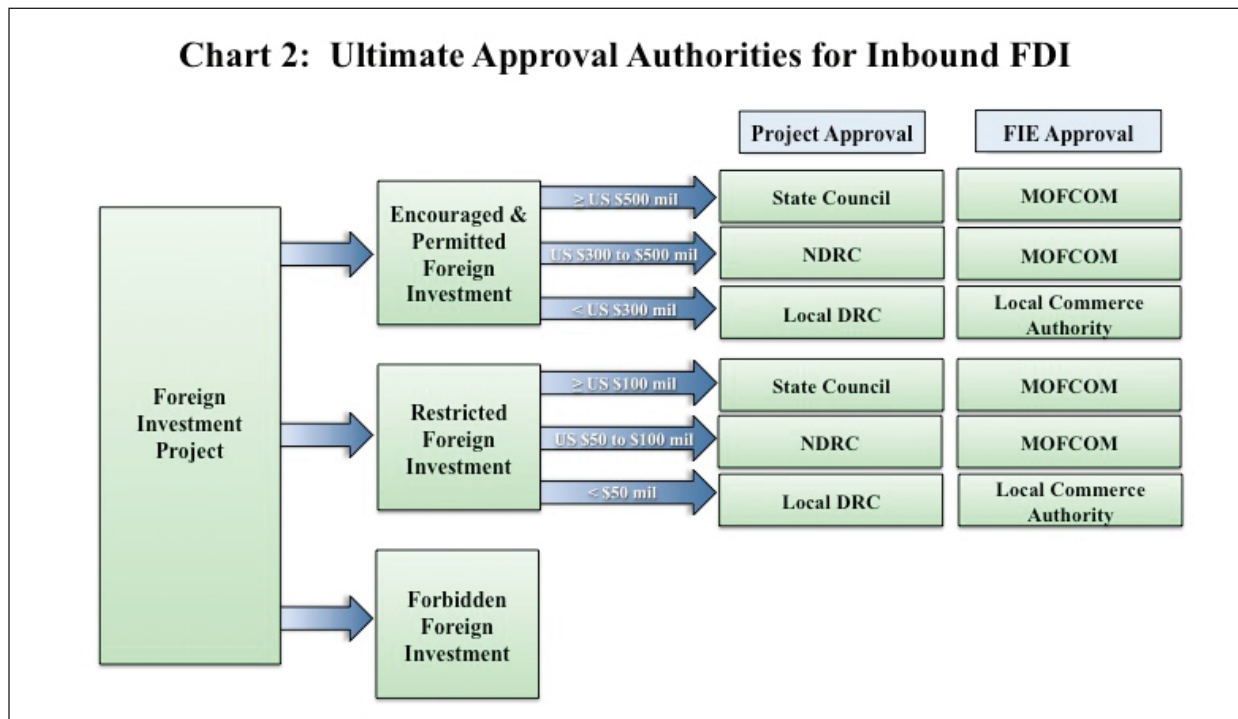 Chart 2:  Ultimate Approval Authorities for Inbound FDI
Project Approval
FIE Approval
Foreign
Investment
Project
Encouraged &
Permitted
Foreign
Investment
≥ US $500 mil
State Council
MOFCOM
US $300 to $500 mil
NDRC
MOFCOM
< US $300 mil
Local DRC
Local Commerce
Authority
Restricted
Foreign
Investment
≥ US $100 mil
State Council
MOFCOM
US $50 to $100 mil
NDRC
MOFCOM
< $50 mil
Local DRC
Local Commerce
Authority
Forbidden
Foreign
Investment